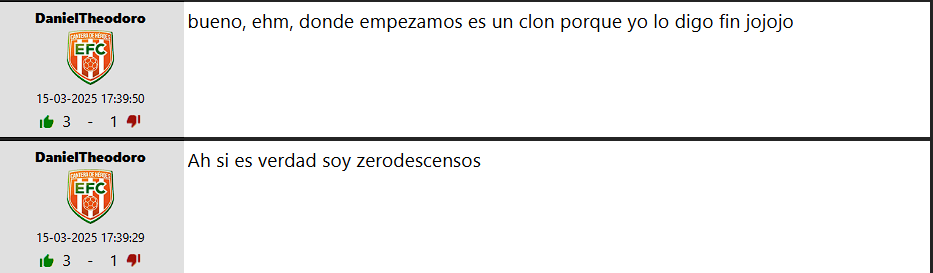 DanielTheodoro
bueno, ehm, donde empezamos es un clon porque yo lo digo fin jojojo
CANTERA DE HÉROES
EFC
15-03-2025 17:39:50
3 - 1
DanielTheodoro
Ah si es verdad soy zerodescensos
CANTERA DE HÉROES
EFC
15-03-2025 17:39:29
3 - 1